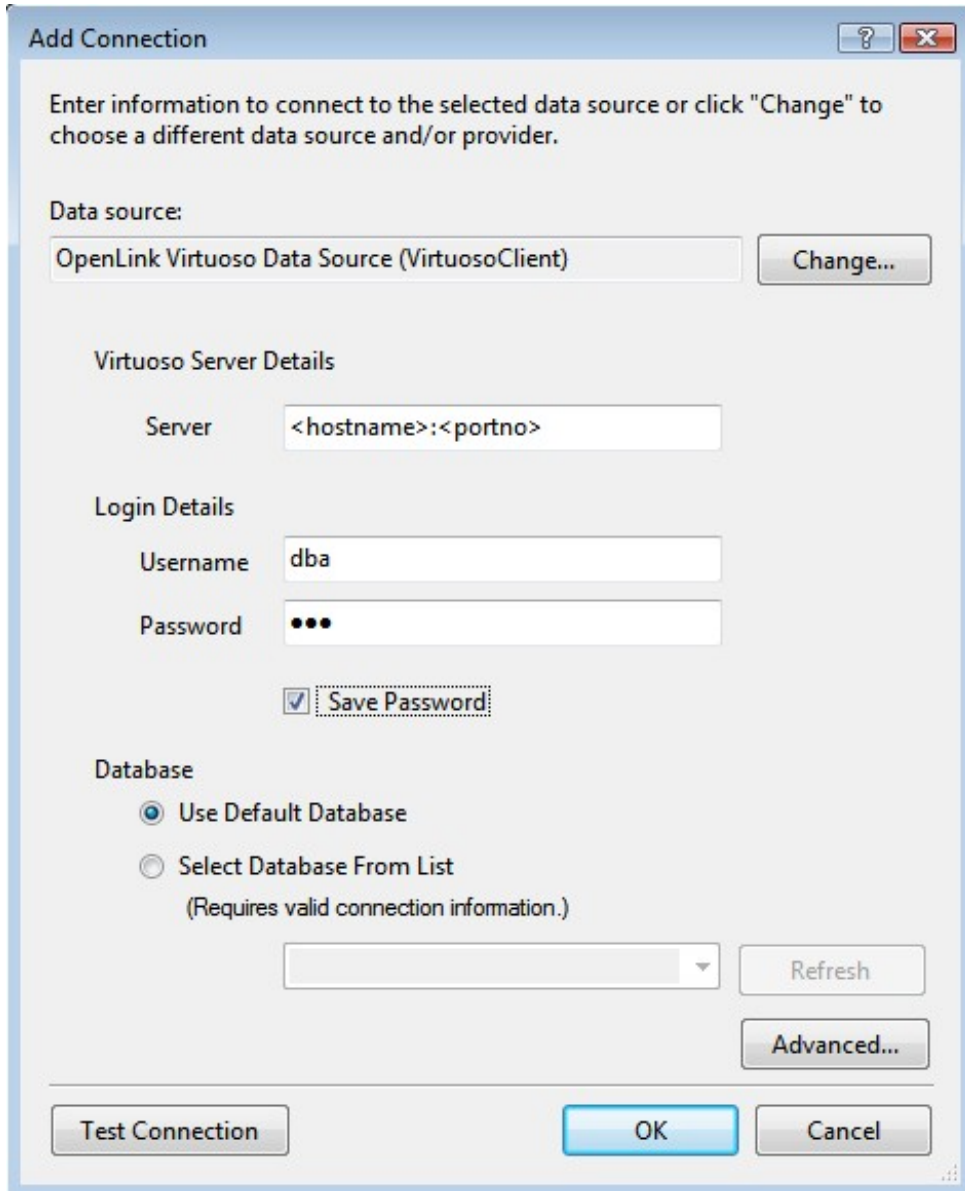 Add Connection
Enter information to connect to the selected data source or click "Change" to
choose a different data source and/or provider.
Data source:
OpenLink Virtuoso Data Source (VirtuosoClient)
Change...
Virtuoso Server Details
Server
<hostname>:<portno>
Login Details
Username
dba
Password
•••
Save Password
Database
Use Default Database
Select Database From List
(Requires valid connection information.)
Refresh
Advanced...
Test Connection
OK
Cancel